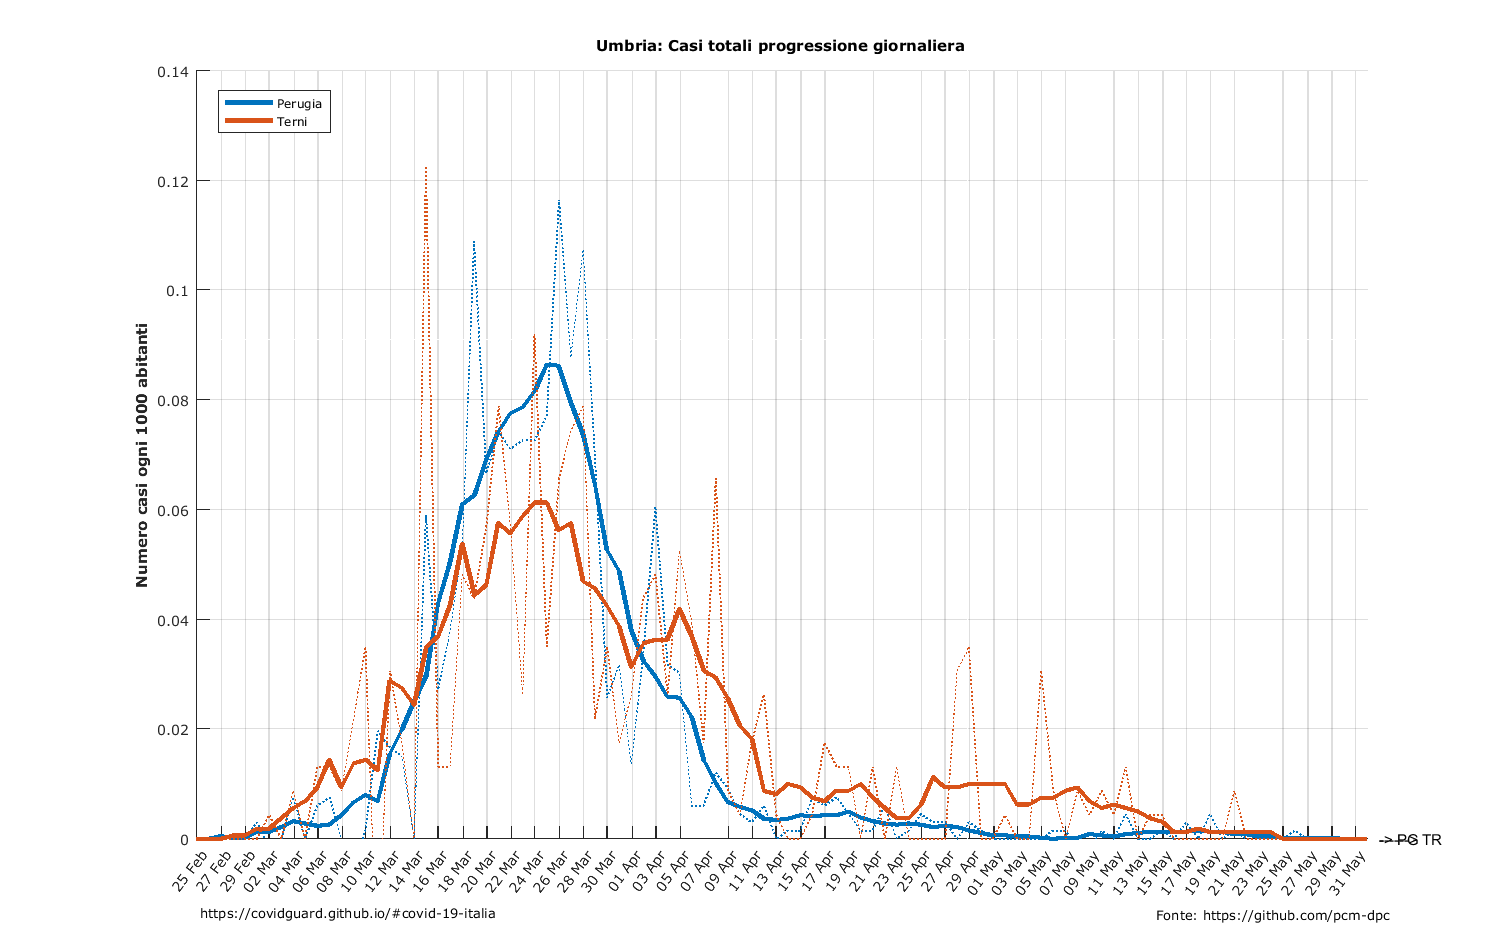 Umbria: Casi totali progressione giornaliera
Numero casi ogni 1000 abitanti
0.14
0.12
0.1
0.08
0.06
0.04
0.02
0
Perugia
Terni
25 Feb
27 Feb
29 Feb
02 Mar
04 Mar
06 Mar
08 Mar
10 Mar
12 Mar
14 Mar
16 Mar
18 Mar
20 Mar
22 Mar
24 Mar
26 Mar
28 Mar
30 Mar
01 Apr
03 Apr
05 Apr
07 Apr
09 Apr
11 Apr
13 Apr
15 Apr
17 Apr
19 Apr
21 Apr
23 Apr
25 Apr
27 Apr
29 Apr
01 May
03 May
05 May
07 May
09 May
11 May
13 May
15 May
17 May
19 May
21 May
23 May
25 May
27 May
29 May
31 May
-> PG TR
https://covidguard.github.io/#covid-19-italia
Fonte: https://github.com/pcm-dpc